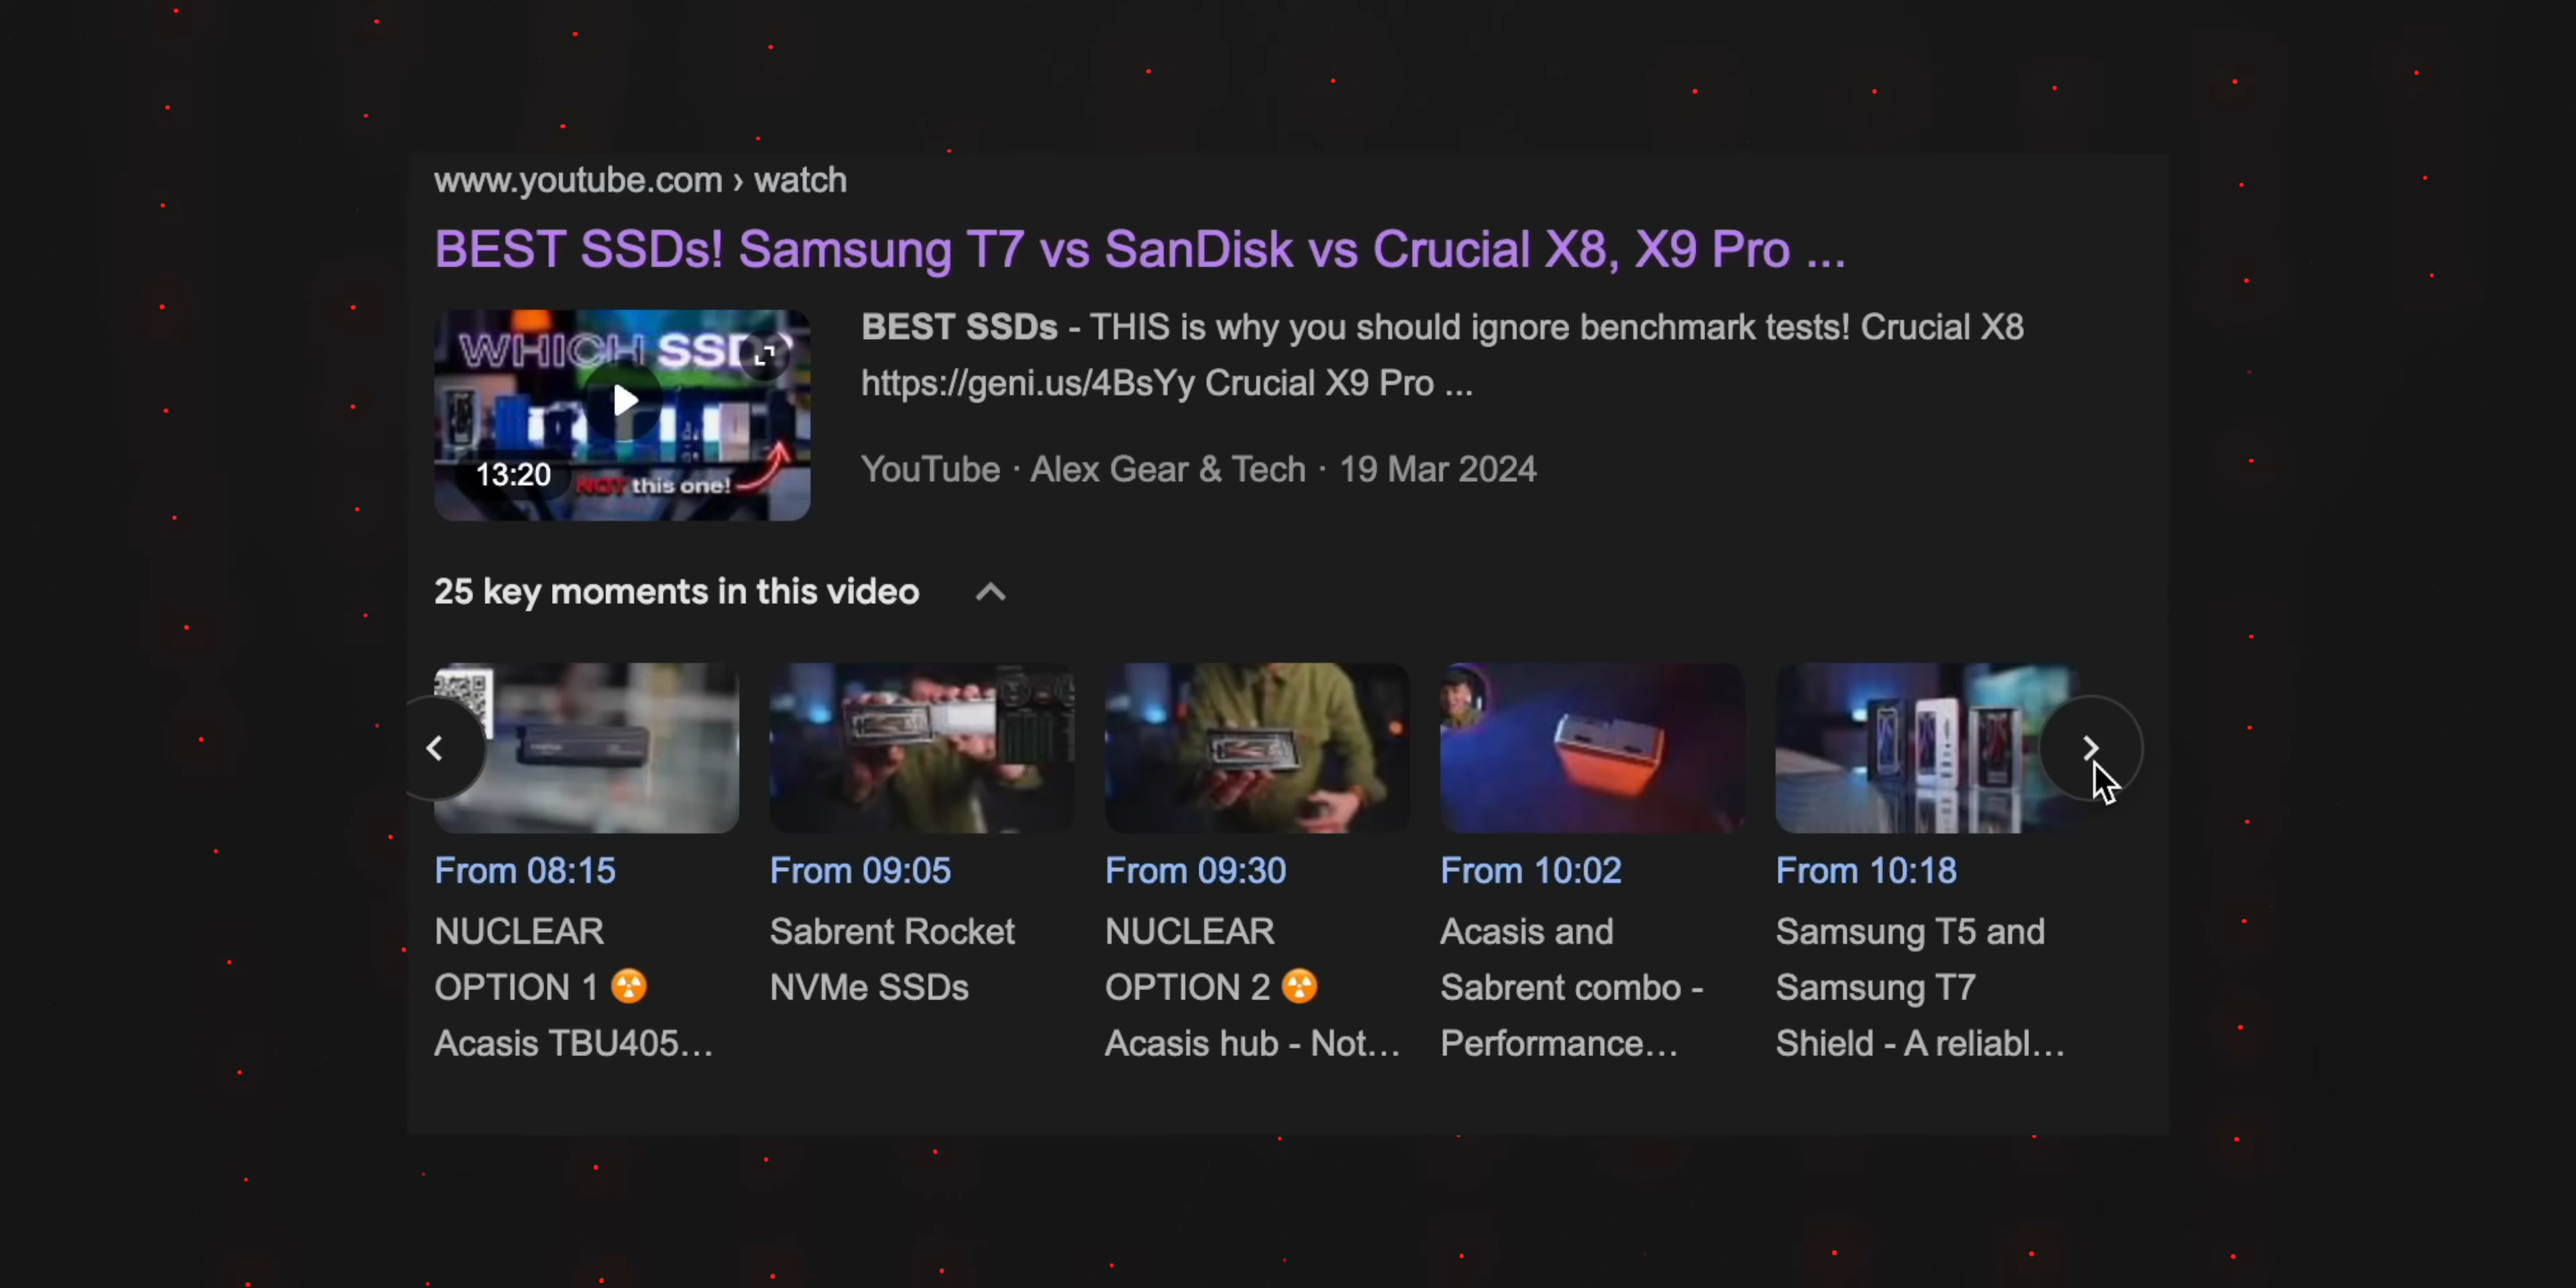 www.youtube.com › watch
BEST SSDs! Samsung T7 vs SanDisk vs Crucial X8, X9 Pro ...
WHICH SSD?
13:20
NOT this one!
BEST SSDs - THIS is why you should ignore benchmark tests! Crucial X8
https://geni.us/4BsYy Crucial X9 Pro ...
YouTube · Alex Gear & Tech · 19 Mar 2024
25 key moments in this video
From 08:15
NUCLEAR
OPTION 1 ☢
Acasis TBU405...
From 09:05
Sabrent Rocket
NVMe SSDs
From 09:30
NUCLEAR
OPTION 2 ☢
Acasis hub - Not...
From 10:02
Acasis and
Sabrent combo -
Performance...
From 10:18
Samsung T5 and
Samsung T7
Shield - A reliabl...